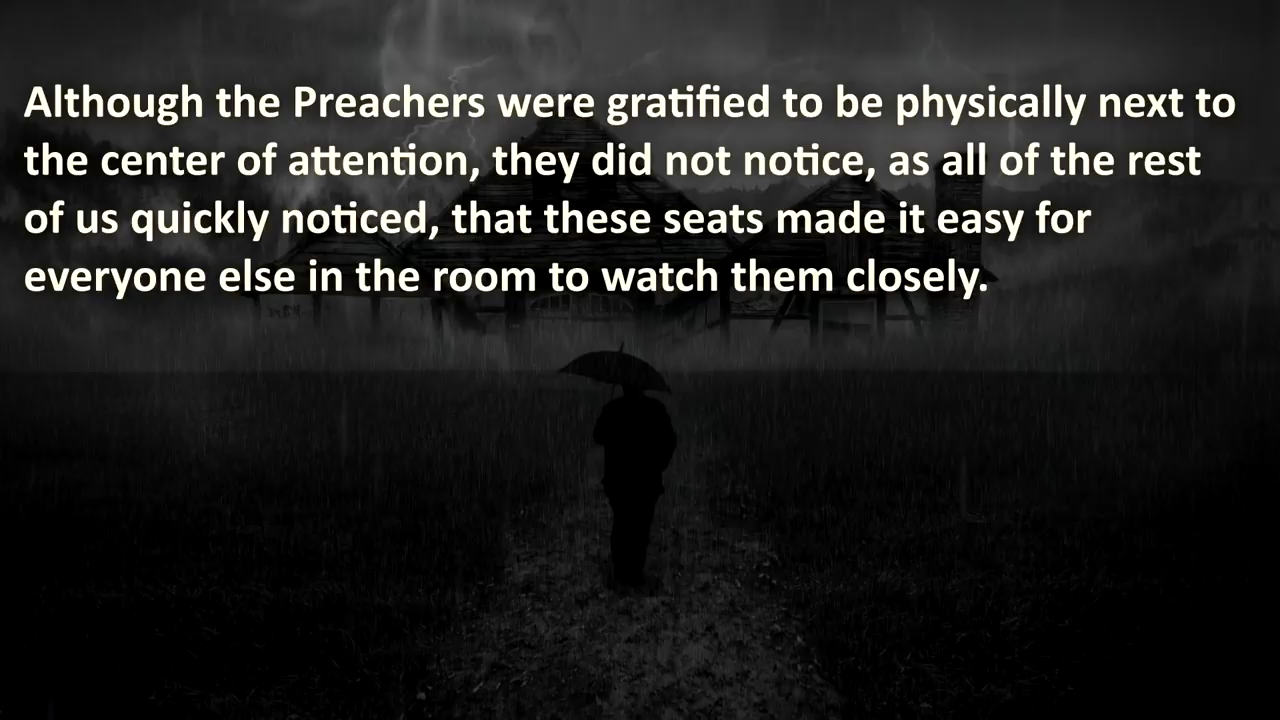 Although the Preachers were gratified to be physically next to
the center of attention, they did not notice, as all of the rest
of us quickly noticed, that these seats made it easy for
everyone else in the room to watch them closely.